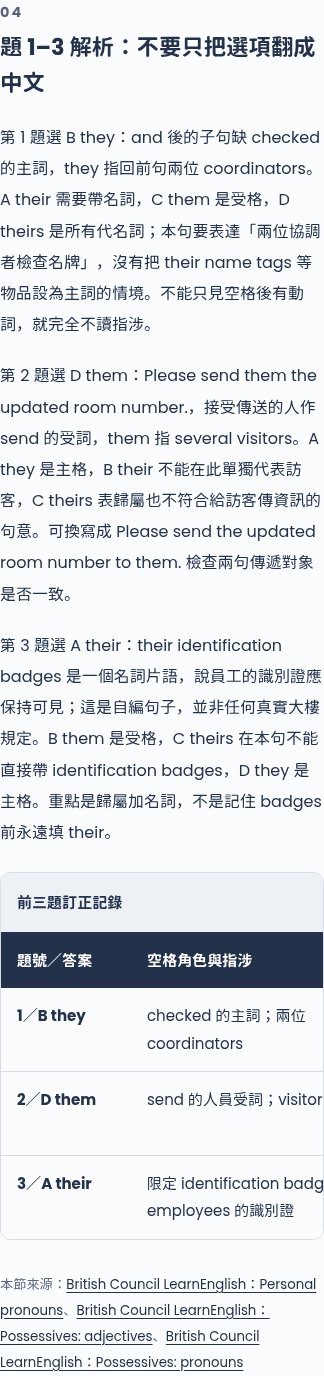 04
題 1–3 解析：不要只把選項翻成
中文
第 1 題選 B they：and 後的子句缺 checked
的主詞，they 指回前句兩位 coordinators。
A their 需要帶名詞，C them 是受格，D
theirs 是所有代名詞；本句要表達「兩位協調
者檢查名牌」，沒有把 their name tags 等
物品設為主詞的情境。不能只見空格後有動
詞，就完全不讀指涉。
第 2 題選 D them：Please send them the
updated room number.，接受傳送的人作
send 的受詞，them 指 several visitors。A
they 是主格，B their 不能在此單獨代表訪
客，C theirs 表歸屬也不符合給訪客傳資訊的
句意。可換寫成 Please send the updated
room number to them. 檢查兩句傳遞對象
是否一致。
第 3 題選 A their：their identification
badges 是一個名詞片語，說員工的識別證應
保持可見；這是自編句子，並非任何真實大樓
規定。B them 是受格，C theirs 在本句不能
直接帶 identification badges，D they 是
主格。重點是歸屬加名詞，不是記住 badges
前永遠填 their。
前三題訂正記錄
題號／答案 空格角色與指涉
1／B they checked 的主詞；兩位
coordinators
2／D them send 的人員受詞；visitor
3／A their 限定 identification badg
employees 的識別證
本節來源：British Council LearnEnglish：Personal
pronouns、British Council LearnEnglish：
Possessives: adjectives、British Council
LearnEnglish：Possessives: pronouns